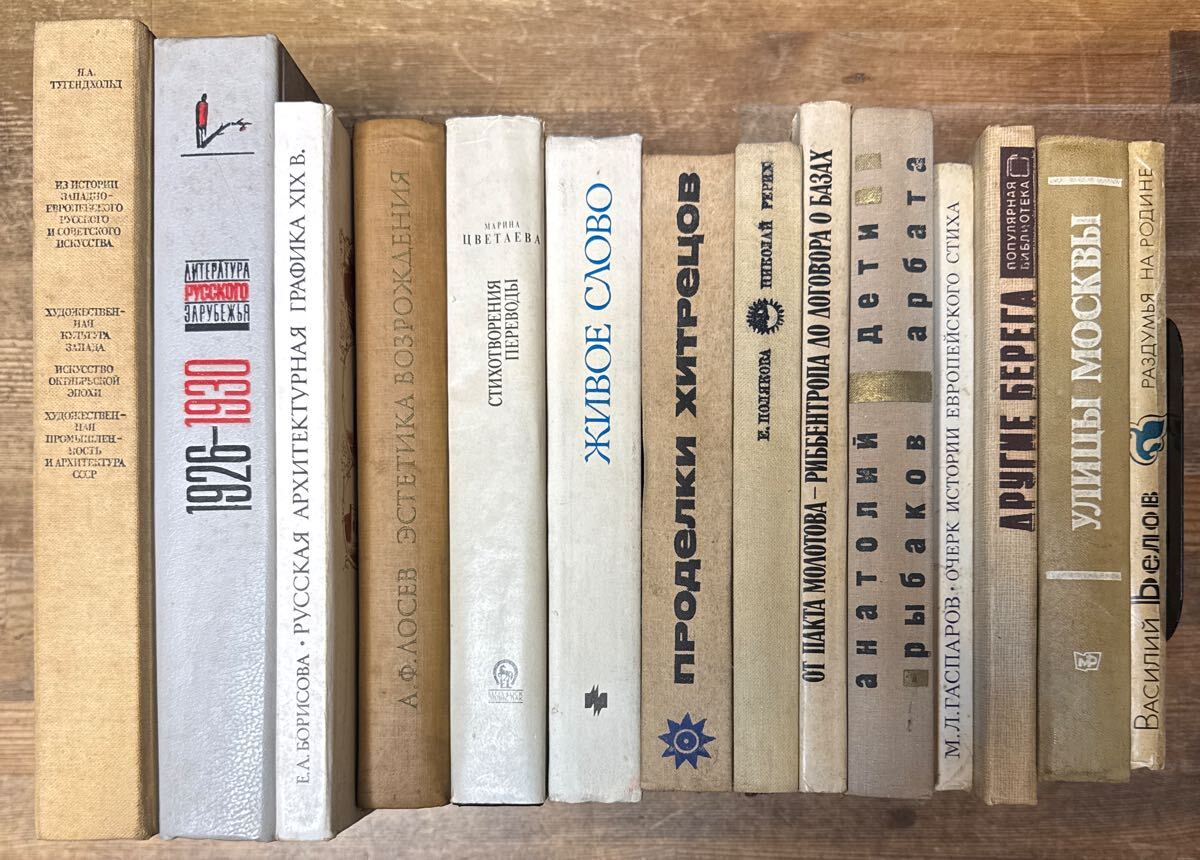 Я.А.
ТУГЕНДХОЛЬД
ИЗ ИСТОРИИ
ЗАПАДНО-
ЕВРОПЕЙСКОГО
РУССКОГО
И СОВЕТСКОГО
ИСКУССТВА
ХУДОЖЕСТВЕН-
НАЯ
КУЛЬТУРА
ЗАПАДА
ИСКУССТВО
ОКТЯБРЬСКОЙ
ЭПОХИ
ХУДОЖЕСТВЕН-
НАЯ
ПРОМЫШЛЕН-
НОСТЬ
И АРХИТЕКТУРА
СССР
ЛИТЕРАТУРА
РУССКОГО
ЗАРУБЕЖЬЯ
1926–1930
Е.А.БОРИСОВА · РУССКАЯ АРХИТЕКТУРНАЯ ГРАФИКА XIX В.
А.Ф.ЛОСЕВ ЭСТЕТИКА ВОЗРОЖДЕНИЯ
МАРИНА
ЦВЕТАЕВА
СТИХОТВОРЕНИЯ
ПЕРЕВОДЫ
ЖИВОЕ СЛОВО
ПРОДЕЛКИ ХИТРЕЦОВ
Е. ПОЛЯКОВА НИКОЛАЙ РЕРИХ
ОТ ПАКТА МОЛОТОВА – РИББЕНТРОПА ДО ДОГОВОРА О БАЗАХ
анатолий дети
рыбаков арбата
М.Л.ГАСПАРОВ · ОЧЕРК ИСТОРИИ ЕВРОПЕЙСКОГО СТИХА
ДРУГИЕ БЕРЕГА
ПОПУЛЯРНАЯ
БИБЛИОТЕКА
УЛИЦЫ МОСКВЫ
ВАСИЛИЙ БЕЛОВ РАЗДУМЬЯ НА РОДИНЕ